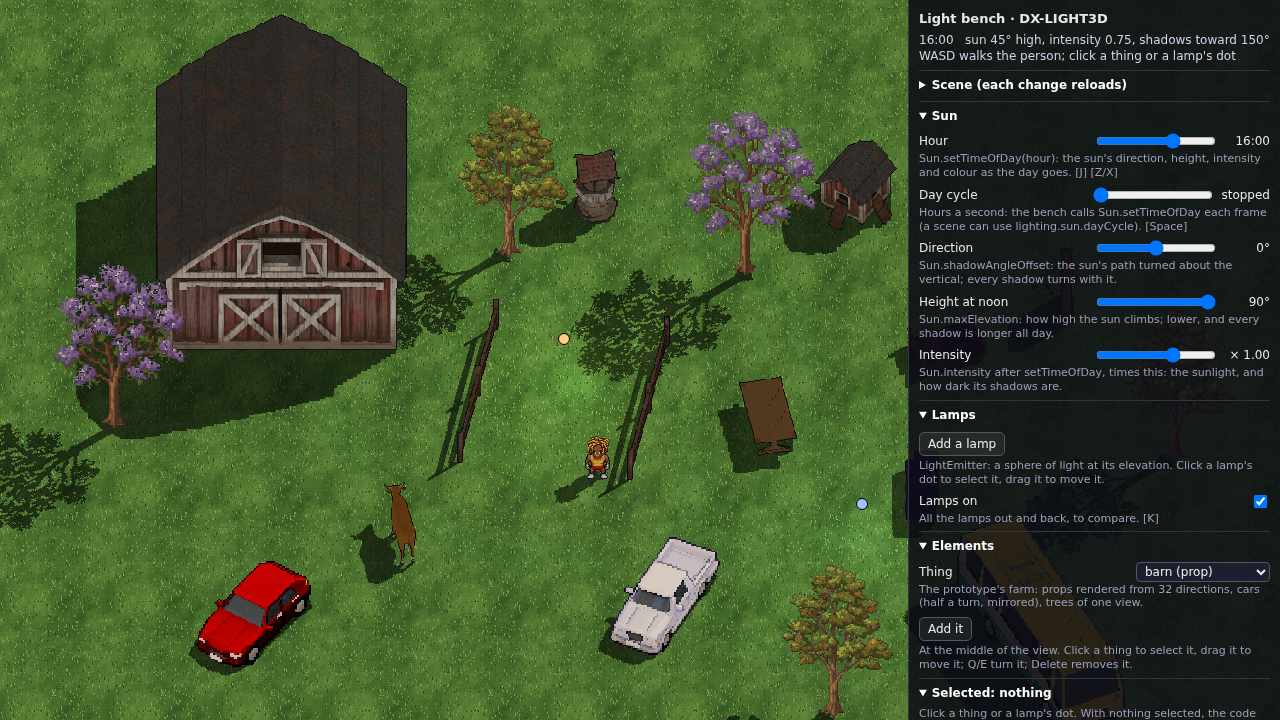 Light bench · DX-LIGHT3D
16:00 sun 45° high, intensity 0.75, shadows toward 150°
WASD walks the person; click a thing or a lamp's dot
▶ Scene (each change reloads)
▼ Sun
Hour 16:00
Sun.setTimeOfDay(hour): the sun's direction, height, intensity
and colour as the day goes. [J] [Z/X]
Day cycle stopped
Hours a second: the bench calls Sun.setTimeOfDay each frame
(a scene can use lighting.sun.dayCycle). [Space]
Direction 0°
Sun.shadowAngleOffset: the sun's path turned about the
vertical; every shadow turns with it.
Height at noon 90°
Sun.maxElevation: how high the sun climbs; lower, and every
shadow is longer all day.
Intensity × 1.00
Sun.intensity after setTimeOfDay, times this: the sunlight, and
how dark its shadows are.
▼ Lamps
Add a lamp
LightEmitter: a sphere of light at its elevation. Click a lamp's
dot to select it, drag it to move it.
Lamps on
All the lamps out and back, to compare. [K]
▼ Elements
Thing barn (prop)
The prototype's farm: props rendered from 32 directions, cars
(half a turn, mirrored), trees of one view.
Add it
At the middle of the view. Click a thing to select it, drag it to
move it; Q/E turn it; Delete removes it.
▼ Selected: nothing
Click a thing or a lamp's dot. With nothing selected, the code